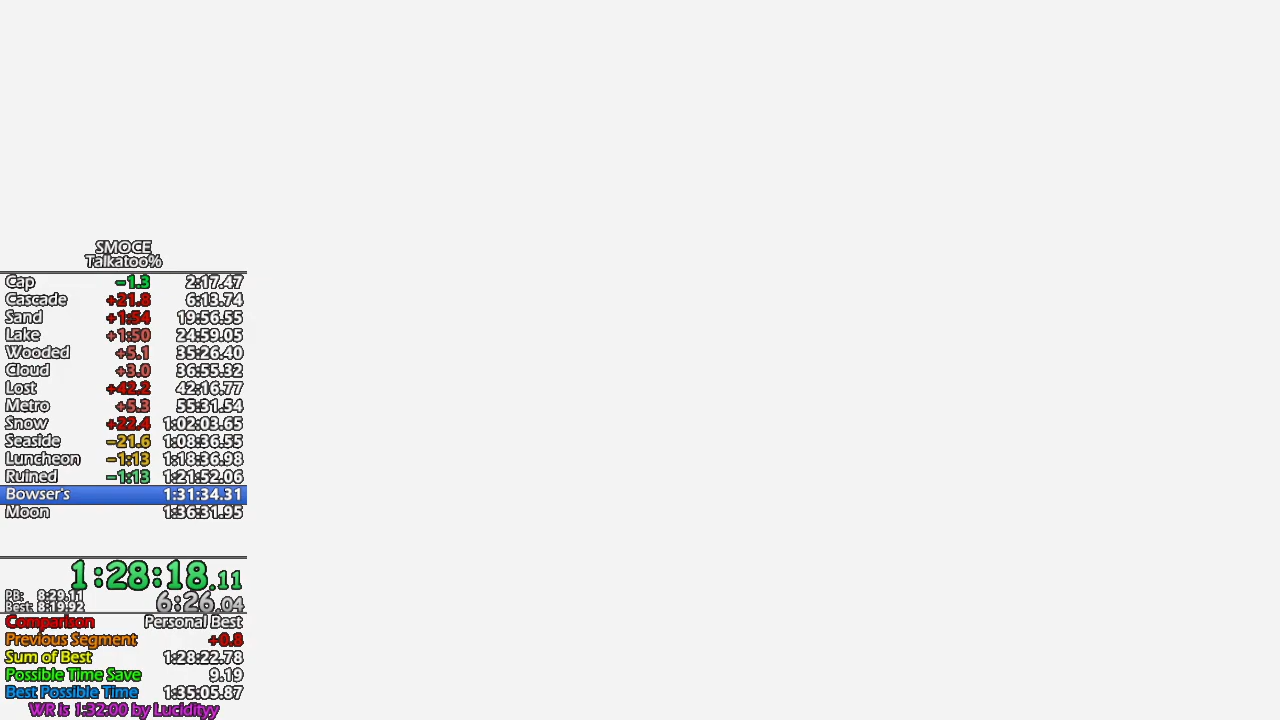 SMOCE
Talkatoo%
Cap −1.3 2:17.47
Cascade +21.8 6:13.74
Sand +1:54 19:56.55
Lake +1:50 24:59.05
Wooded +5.1 35:26.40
Cloud +3.0 36:55.32
Lost +42.2 42:16.77
Metro +5.3 55:31.54
Snow +22.4 1:02:03.65
Seaside −21.6 1:08:36.55
Luncheon −1:13 1:18:36.98
Ruined −1:13 1:21:52.06
Bowser's 1:31:34.31
Moon 1:36:31.95
1:28:18.11
PB: 8:29.11
Best: 8:19.92 6:26.04
Comparison Personal Best
Previous Segment +0.8
Sum of Best 1:28:22.78
Possible Time Save 9.19
Best Possible Time 1:35:05.87
WR is 1:32:00 by Lucidityy